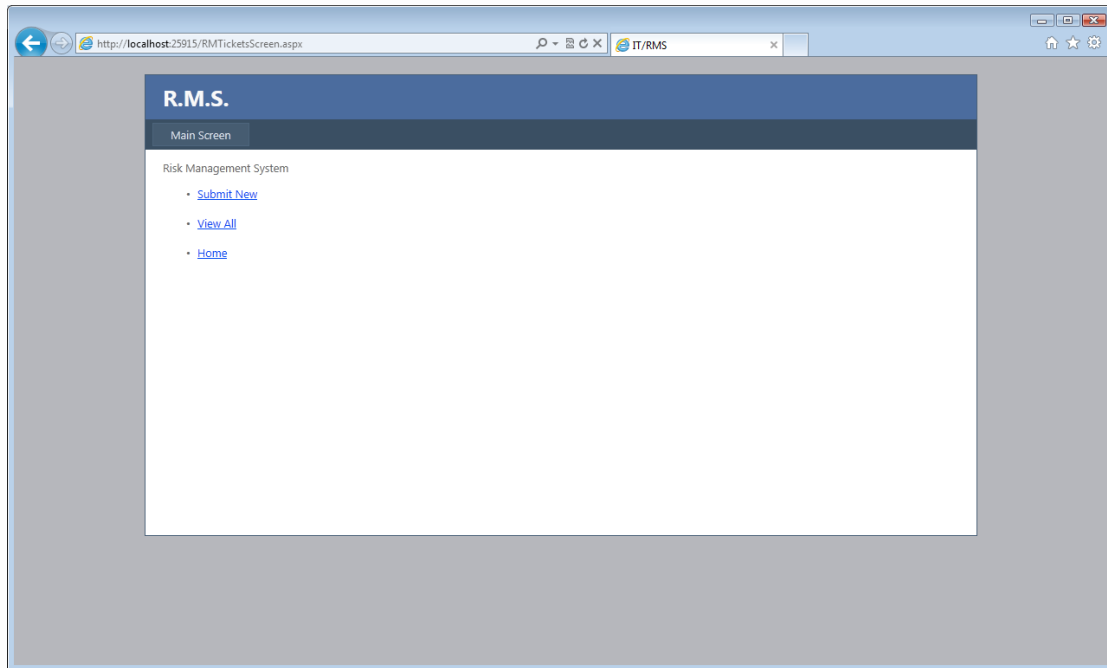 http://localhost:25915/RMTicketsScreen.aspx
IT/RMS
R.M.S.
Main Screen
Risk Management System
• Submit New
• View All
• Home